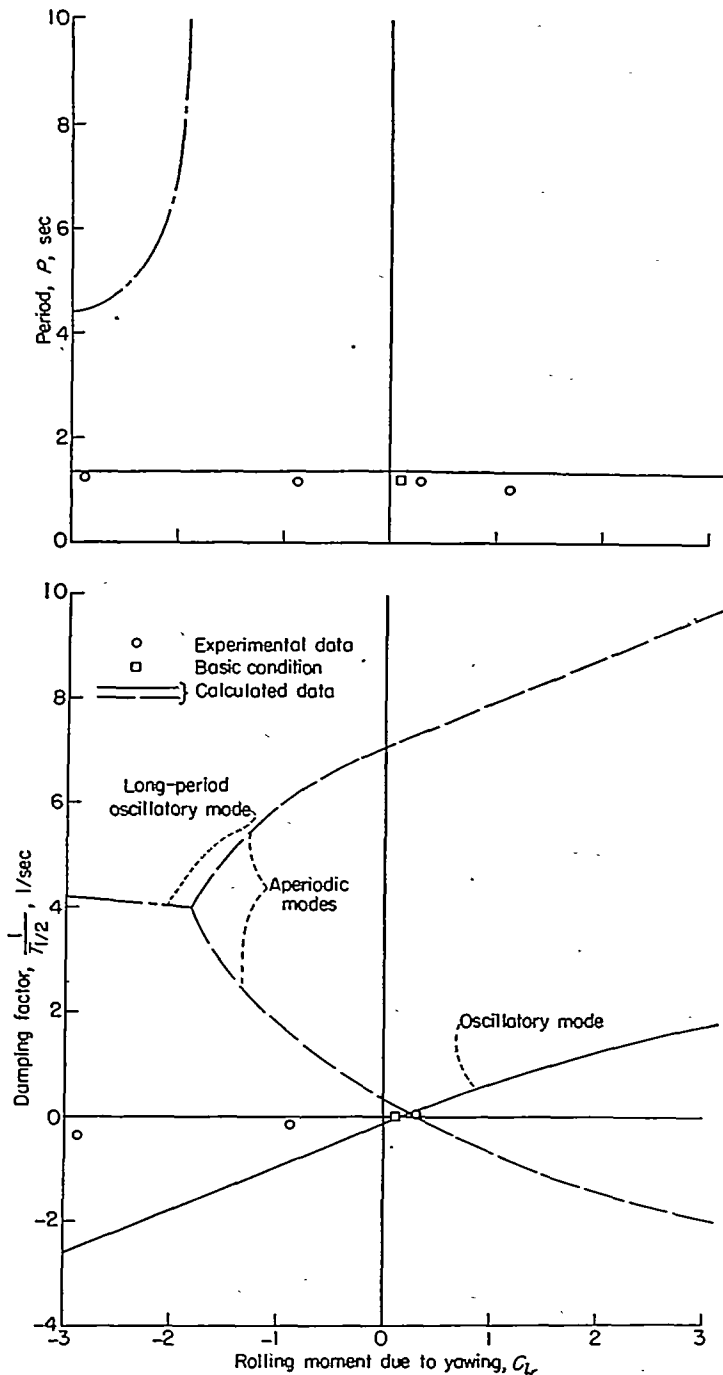 10
8
6
4
2
0
Period, P, sec
10
8
6
4
2
0
-2
-4
Damping factor, 1/T1/2, 1/sec
Experimental data
Basic condition
Calculated data
Long-period
oscillatory mode
Aperiodic
modes
Oscillatory mode
-3 -2 -1 0 1 2 3
Rolling moment due to yawing, Clr